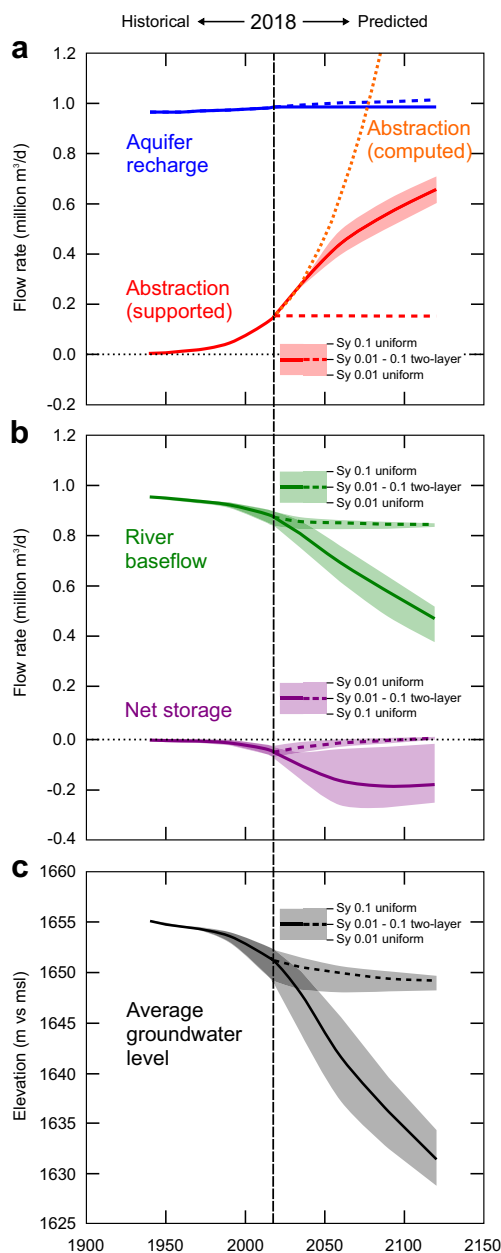 Historical ← 2018 → Predicted
a
1.2
1.0
0.8
0.6
0.4
0.2
0.0
-0.2
Flow rate (million m³/d)
Aquifer
recharge
Abstraction
(computed)
Abstraction
(supported)
Sy 0.1 uniform
Sy 0.01 - 0.1 two-layer
Sy 0.01 uniform
b
1.2
1.0
0.8
0.6
0.4
0.2
0.0
-0.2
-0.4
Flow rate (million m³/d)
Sy 0.1 uniform
Sy 0.01 - 0.1 two-layer
Sy 0.01 uniform
River
baseflow
Sy 0.01 uniform
Sy 0.01 - 0.1 two-layer
Sy 0.1 uniform
Net storage
c
1660
1655
1650
1645
1640
1635
1630
1625
Elevation (m vs msl)
Sy 0.1 uniform
Sy 0.01 - 0.1 two-layer
Sy 0.01 uniform
Average
groundwater
level
1900 1950 2000 2050 2100 2150